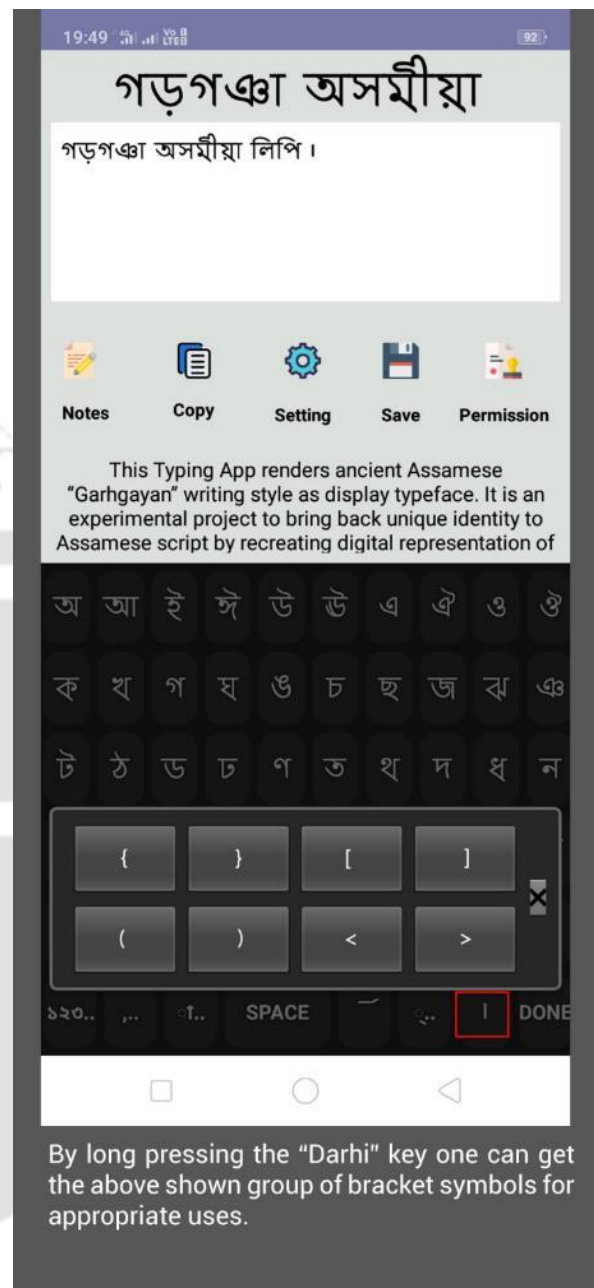 19:49 4G Vo LTE 92
গড়গঞা অসমীয়া
গড়গঞা অসমীয়া লিপি ।
Notes Copy Setting Save Permission
This Typing App renders ancient Assamese
"Garhgayan" writing style as display typeface. It is an
experimental project to bring back unique identity to
Assamese script by recreating digital representation of
অ আ ই ঈ উ ঊ এ ঐ ও ঔ
ক খ গ ঘ ঙ চ ছ জ ঝ ঞ
ট ঠ ড ঢ ণ ত থ দ ধ ন
{ } [ ]
( ) < >
১২৩.. ,.. া.. SPACE ্.. । DONE
By long pressing the “Darhi” key one can get
the above shown group of bracket symbols for
appropriate uses.